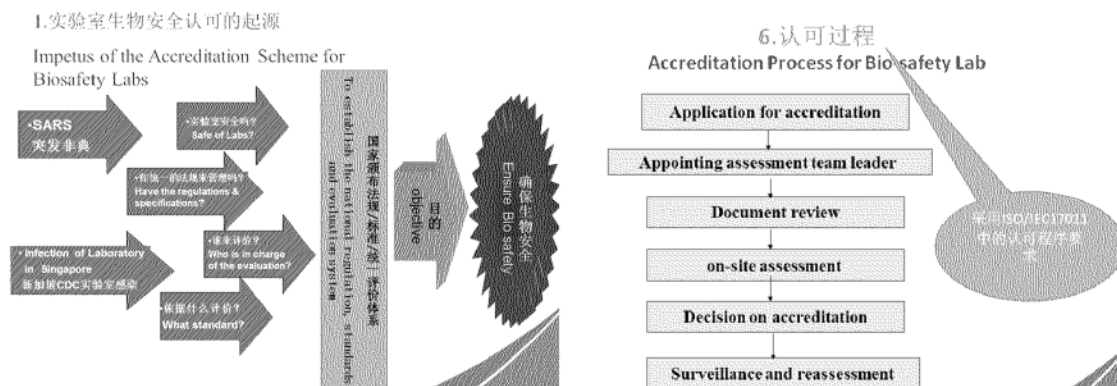 1.实验室生物安全认可的起源
Impetus of the Accreditation Scheme for
Biosafety Labs
•SARS
突发非典
•实验室安全吗?
Safe of Labs?
•有统一的法规来管理吗?
Have the regulations &
specifications?
• Infection of Laboratory
in Singapore
新加坡CDC实验室感染
•谁来评价?
Who is in charge
of the evaluation?
•依据什么评价?
What standard?
国家颁布法规/标准/统一评价体系
To establish the national regulation, standards
and evaluation system
目的
objective
确保生物安全
Ensure Bio safety
6.认可过程
Accreditation Process for Bio-safety Lab
Application for accreditation
Appointing assessment team leader
Document review
on-site assessment
Decision on accreditation
Surveillance and reassessment
采用ISO/IEC17011
中的认可程序要
求